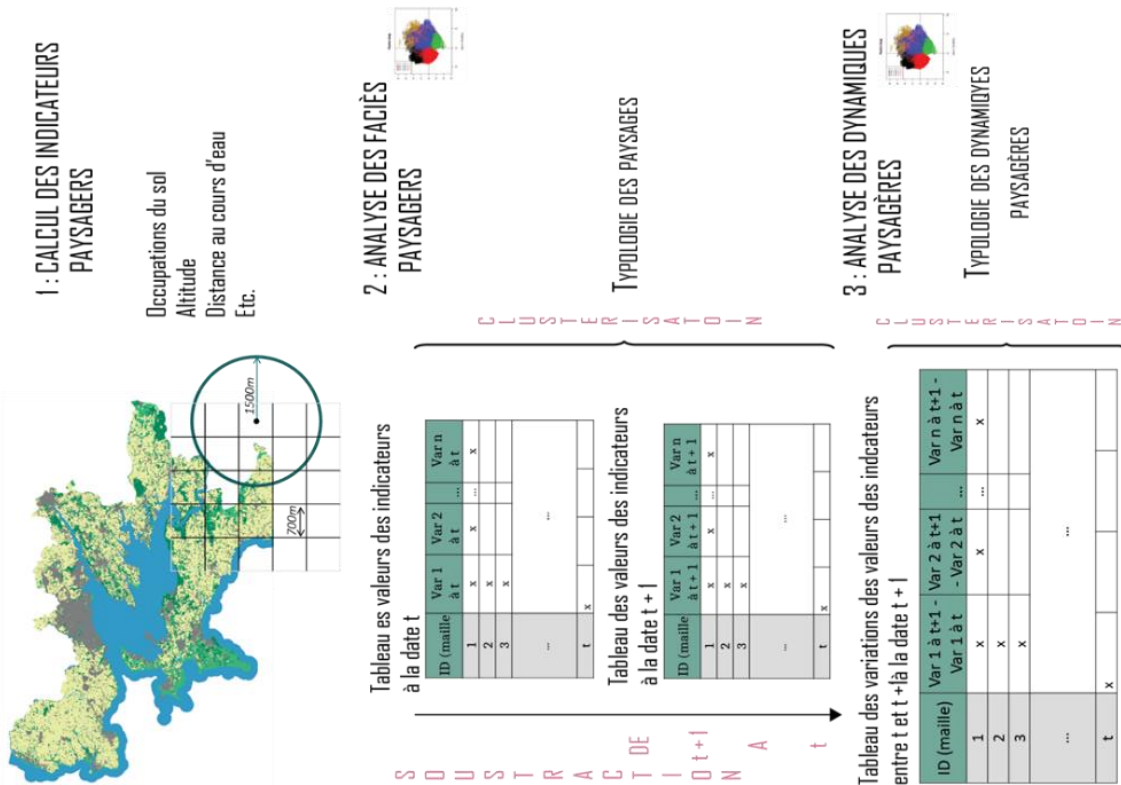 1 : CALCUL DES INDICATEURS
PAYSAGERS
Occupations du sol
Altitude
Distance au cours d'eau
Etc.
1500m
700m
2 : ANALYSE DES FACIÈS
PAYSAGERS
Tableau es valeurs des indicateurs
à la date t
ID (maille Var 1 à t Var 2 à t ... Var n à t
1 x x ... x
2 x
3 x
... ...
t x
Tableau des valeurs des indicateurs
à la date t + 1
ID (maille Var 1 à t + 1 Var 2 à t + 1 ... Var n à t + 1
1 x x ... x
2 x
3 x
... ...
t x
CLUSTERISATOIN
TYPOLOGIE DES PAYSAGES
SOUSTRACTION
DE
t+1
A
t
3 : ANALYSE DES DYNAMIQUES
PAYSAGÈRES
Tableau des variations des valeurs des indcateurs
entre t et t +1à la date t + 1
ID (maille) Var 1 à t+1 - Var 1 à t Var 2 à t+1 - Var 2 à t ... Var n à t+1 - Var n à t
1 x x ... x
2 x
3 x
... ...
t x
CLUSTERISATOIN
TYPOLOGIE DES DYNAMIQYES
PAYSAGÈRES